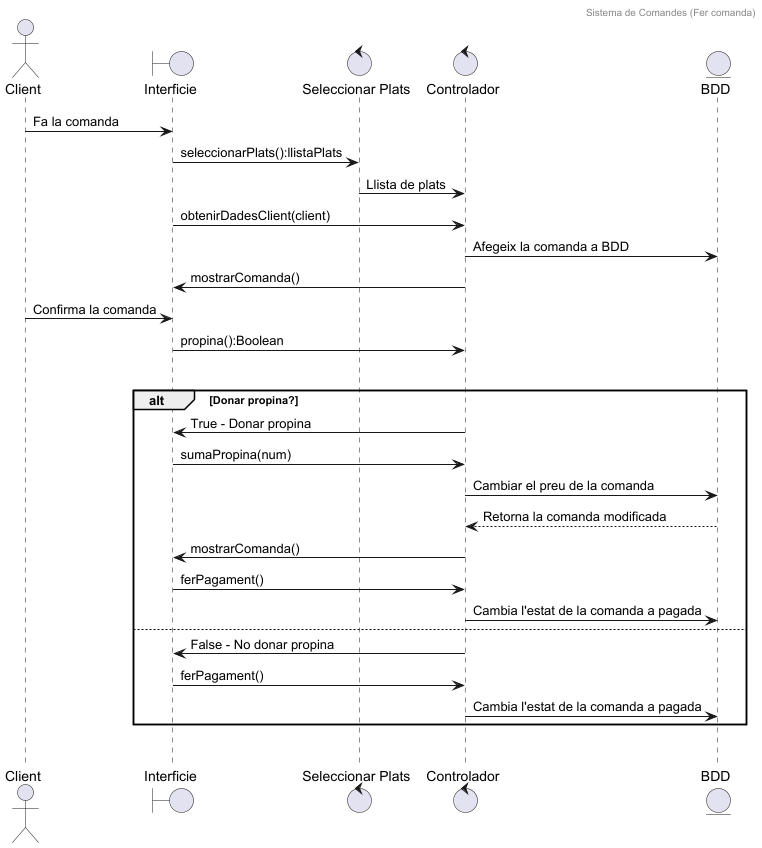 Sistema de Comandes (Fer comanda)
Client
Interficie
Seleccionar Plats
Controlador
BDD
Fa la comanda
seleccionarPlats():llistaPlats
Llista de plats
obtenirDadesClient(client)
Afegeix la comanda a BDD
mostrarComanda()
Confirma la comanda
propina():Boolean
alt
[Donar propina?]
True - Donar propina
sumaPropina(num)
Cambiar el preu de la comanda
Retorna la comanda modificada
mostrarComanda()
ferPagament()
Cambia l'estat de la comanda a pagada
False - No donar propina
ferPagament()
Cambia l'estat de la comanda a pagada
Client
Interficie
Seleccionar Plats
Controlador
BDD